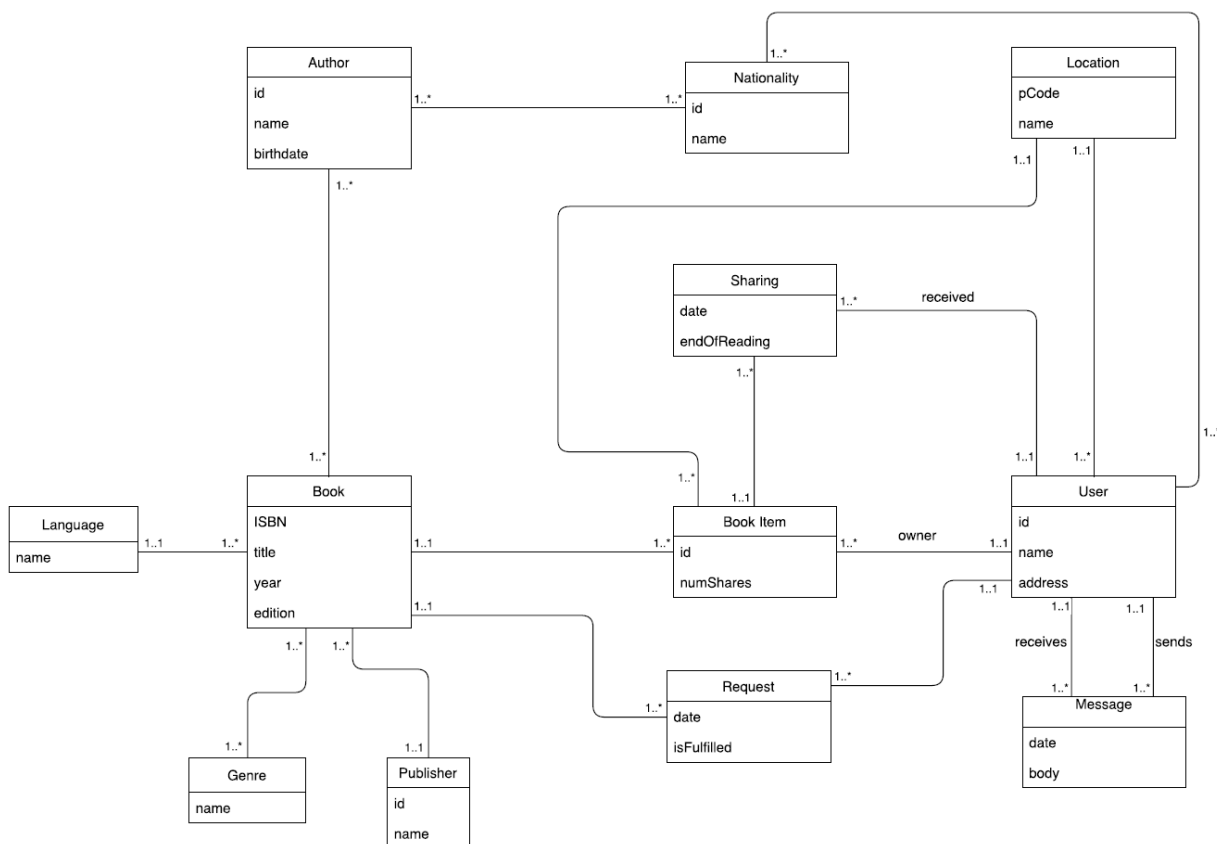 Author
id
name
birthdate
1..*
1..*
1..*
Nationality
id
name
1..*
Location
pCode
name
1..1
1..1
1..*
Sharing
date
endOfReading
1..*
received
1..*
1..1
1..1
1..*
1..*
1..*
Book
ISBN
title
year
edition
Language
name
1..1
1..*
1..1
1..*
Book Item
id
numShares
1..*
owner
1..1
User
id
name
address
1..1
1..1
1..1
1..1
receives
sends
1..*
1..*
Message
date
body
1..*
1..*
Request
date
isFulfilled
1..*
1..*
1..*
1..1
Genre
name
Publisher
id
name